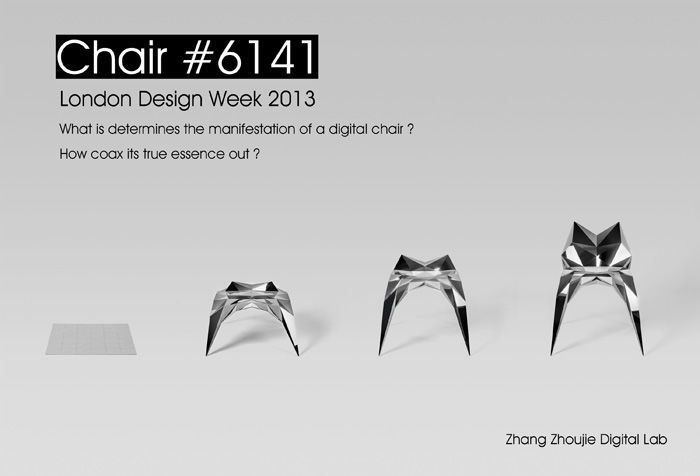 Chair #6141
London Design Week 2013
What is determines the manifestation of a digital chair ?
How coax its true essence out ?
Zhang Zhoujie Digital Lab